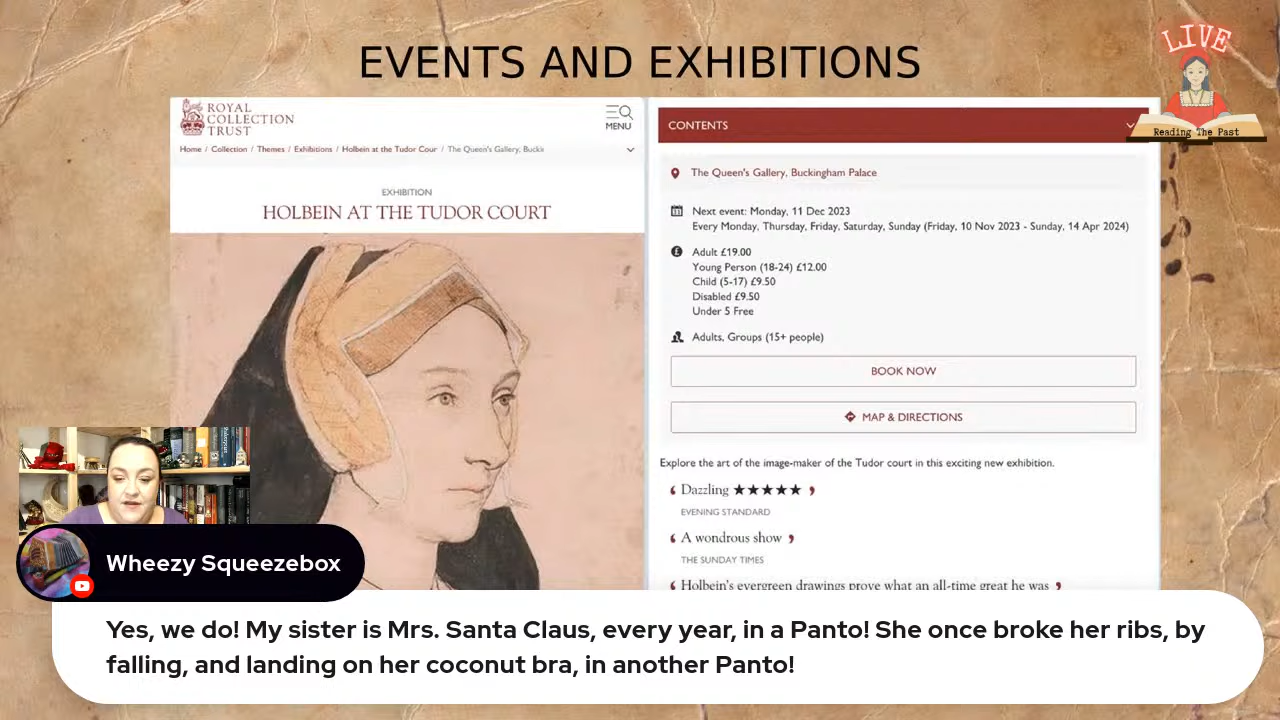 EVENTS AND EXHIBITIONS
LIVE
Reading The Past
ROYAL
COLLECTION
TRUST
MENU
Home / Collection / Themes / Exhibitions / Holbein at the Tudor Cour / The Queen's Gallery, Buckin
EXHIBITION
HOLBEIN AT THE TUDOR COURT
CONTENTS
The Queen's Gallery, Buckingham Palace
Next event: Monday, 11 Dec 2023
Every Monday, Thursday, Friday, Saturday, Sunday (Friday, 10 Nov 2023 - Sunday, 14 Apr 2024)
Adult £19.00
Young Person (18-24) £12.00
Child (5-17) £9.50
Disabled £9.50
Under 5 Free
Adults, Groups (15+ people)
BOOK NOW
MAP & DIRECTIONS
Explore the art of the image-maker of the Tudor court in this exciting new exhibition.
‘ Dazzling ★★★★★ ’
EVENING STANDARD
‘ A wondrous show ’
THE SUNDAY TIMES
‘ Holbein's evergreen drawings prove what an all-time great he was ’
Wheezy Squeezebox
Yes, we do! My sister is Mrs. Santa Claus, every year, in a Panto! She once broke her ribs, by
falling, and landing on her coconut bra, in another Panto!